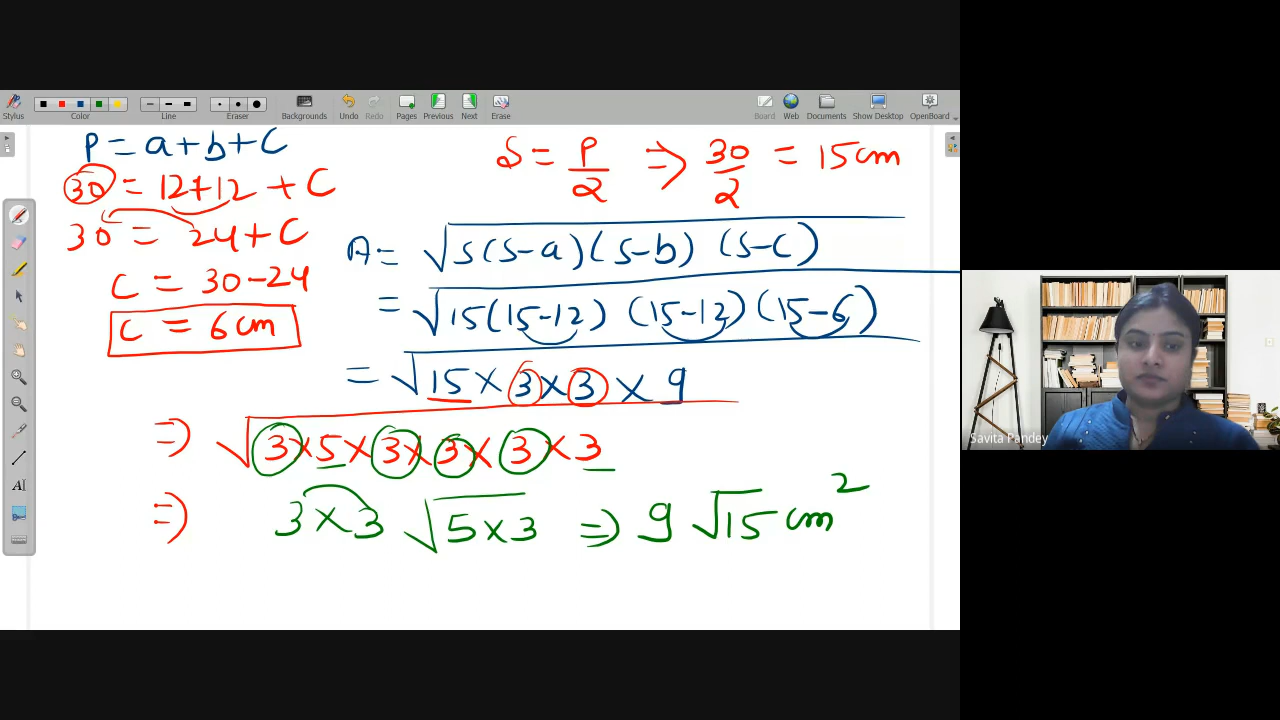 Stylus Color Line Eraser Backgrounds Undo Redo Pages Previous Next Erase Board Web Documents Show Desktop OpenBoard
P = a+b+C
30 = 12+12 + C
30 = 24+C
C = 30-24
C = 6cm
S = P/2 => 30/2 = 15cm
A = √s(s-a)(s-b) (s-c)
= √15(15-12) (15-12)(15-6)
= √15×3×3×9
=> √3×5×3×3×3×3
=> 3×3 √5×3 => 9 √15 cm²
Savita Pandey